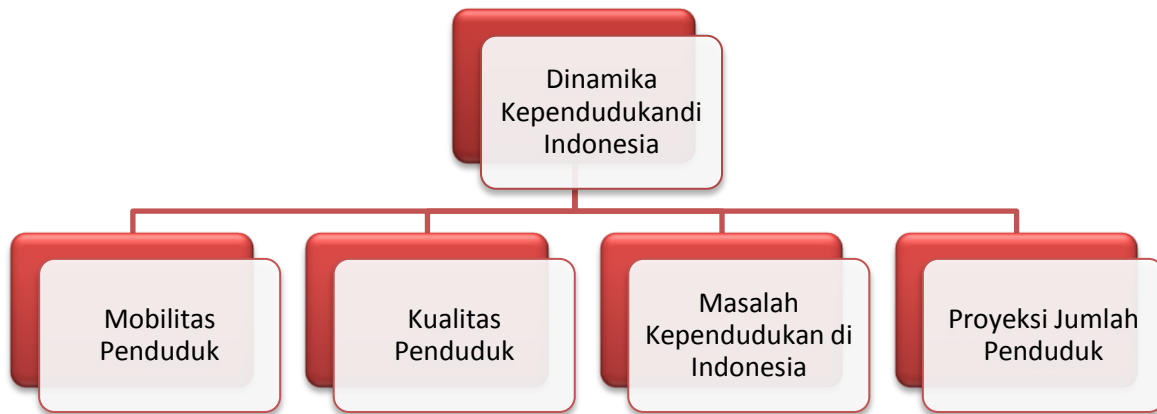 Dinamika
Kependudukandi
Indonesia
Mobilitas
Penduduk
Kualitas
Penduduk
Masalah
Kependudukan di
Indonesia
Proyeksi Jumlah
Penduduk